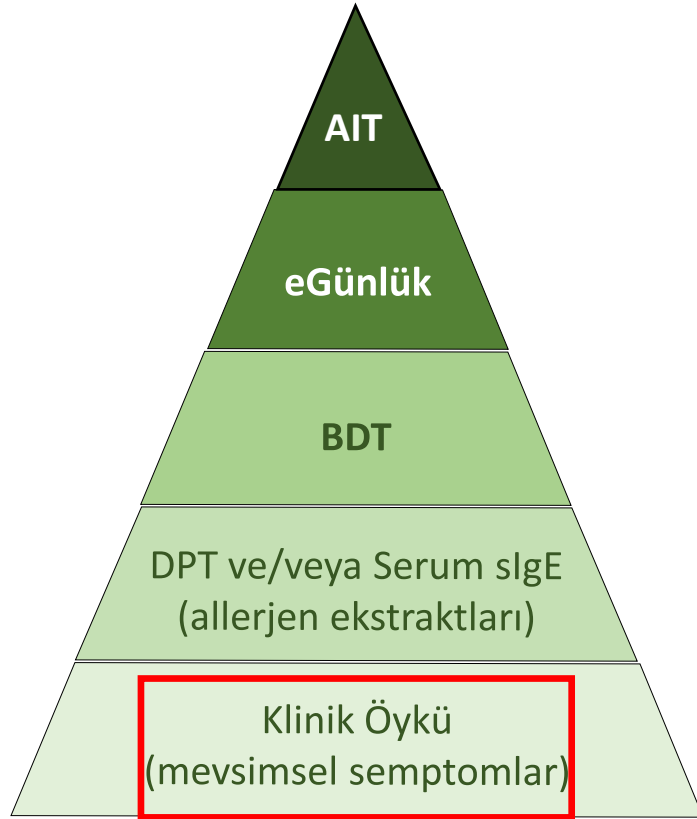 AIT
eGünlük
BDT
DPT ve/veya Serum sIgE
(allerjen ekstraktları)
Klinik Öykü
(mevsimsel semptomlar)